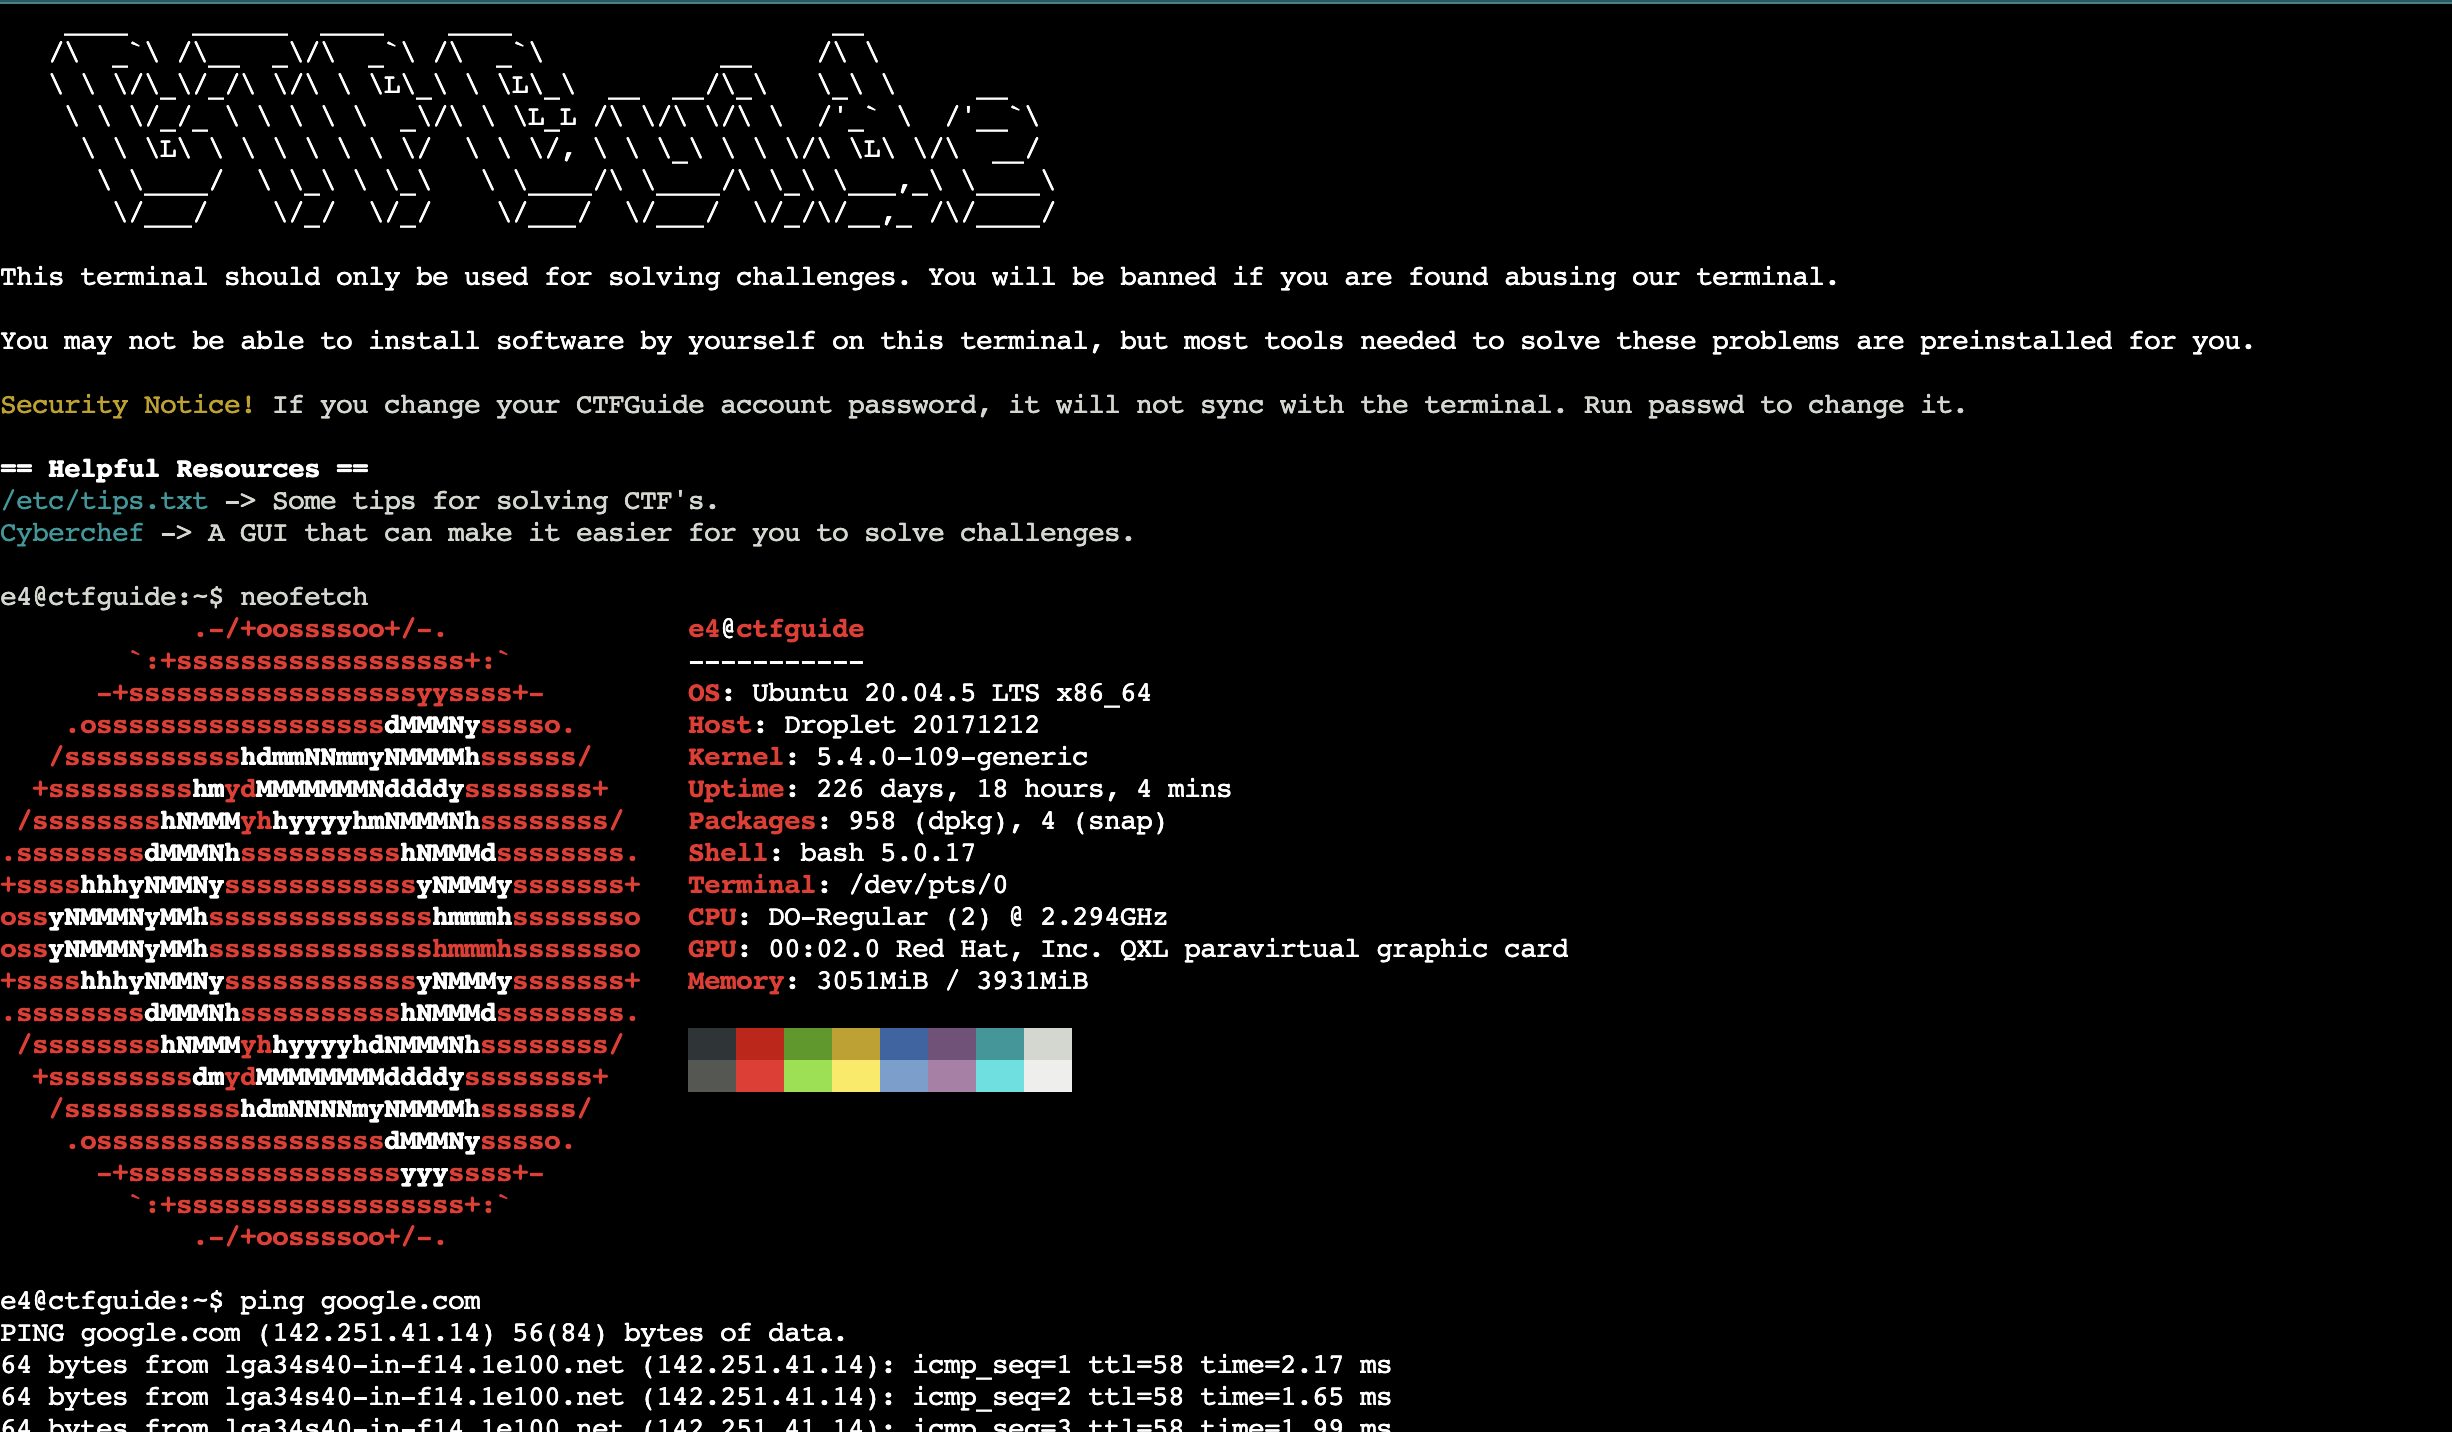 CTFGuide
This terminal should only be used for solving challenges. You will be banned if you are found abusing our terminal.
You may not be able to install software by yourself on this terminal, but most tools needed to solve these problems are preinstalled for you.
Security Notice! If you change your CTFGuide account password, it will not sync with the terminal. Run passwd to change it.
== Helpful Resources ==
/etc/tips.txt -> Some tips for solving CTF's.
Cyberchef -> A GUI that can make it easier for you to solve challenges.
e4@ctfguide:~$ neofetch
e4@ctfguide
-----------
OS: Ubuntu 20.04.5 LTS x86_64
Host: Droplet 20171212
Kernel: 5.4.0-109-generic
Uptime: 226 days, 18 hours, 4 mins
Packages: 958 (dpkg), 4 (snap)
Shell: bash 5.0.17
Terminal: /dev/pts/0
CPU: DO-Regular (2) @ 2.294GHz
GPU: 00:02.0 Red Hat, Inc. QXL paravirtual graphic card
Memory: 3051MiB / 3931MiB
e4@ctfguide:~$ ping google.com
PING google.com (142.251.41.14) 56(84) bytes of data.
64 bytes from lga34s40-in-f14.1e100.net (142.251.41.14): icmp_seq=1 ttl=58 time=2.17 ms
64 bytes from lga34s40-in-f14.1e100.net (142.251.41.14): icmp_seq=2 ttl=58 time=1.65 ms
64 bytes from lga34s40-in-f14.1e100.net (142.251.41.14): icmp_seq=3 ttl=58 time=1.99 ms